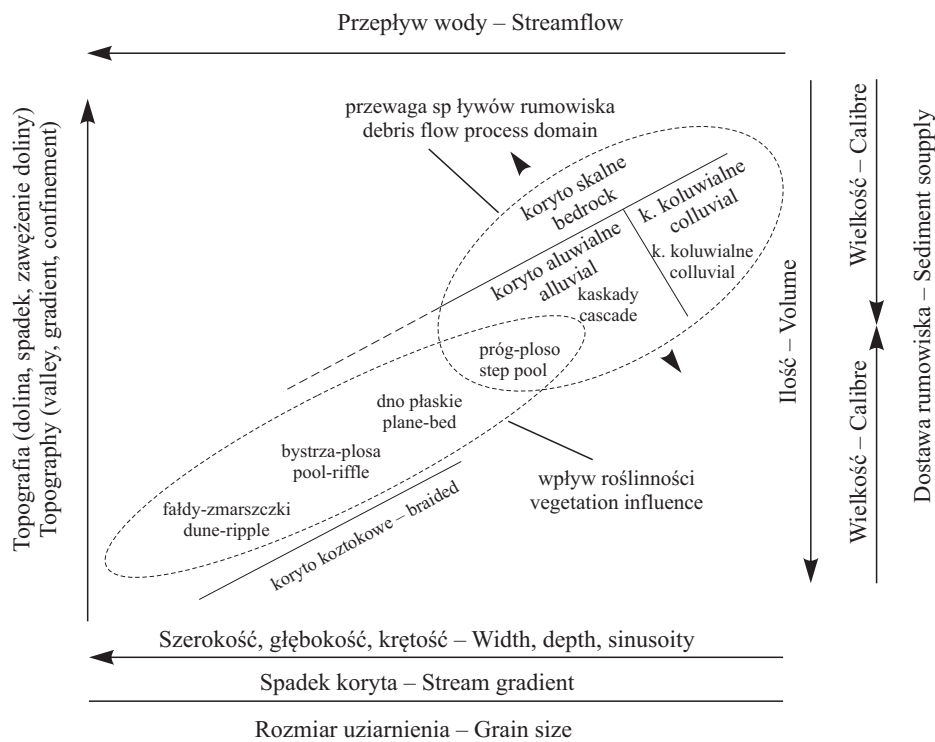 Przepływ wody – Streamflow
przewaga sp ływów rumowiska
debris flow process domain
koryto skalne
bedrock
k. koluwialne
colluvial
koryto aluwialne
alluvial
k. koluwialne
colluvial
kaskady
cascade
próg-ploso
step pool
dno płaskie
plane-bed
bystrza-plosa
pool-riffle
fałdy-zmarszczki
dune-ripple
koryto koztokowe – braided
wpływ roślinności
vegetation influence
Topografia (dolina, spadek, zawężenie doliny)
Topography (valley, gradient, confinement)
Ilość – Volume
Wielkość – Calibre
Wielkość – Calibre
Dostawa rumowiska – Sediment soupply
Szerokość, głębokość, krętość – Width, depth, sinusoity
Spadek koryta – Stream gradient
Rozmiar uziarnienia – Grain size